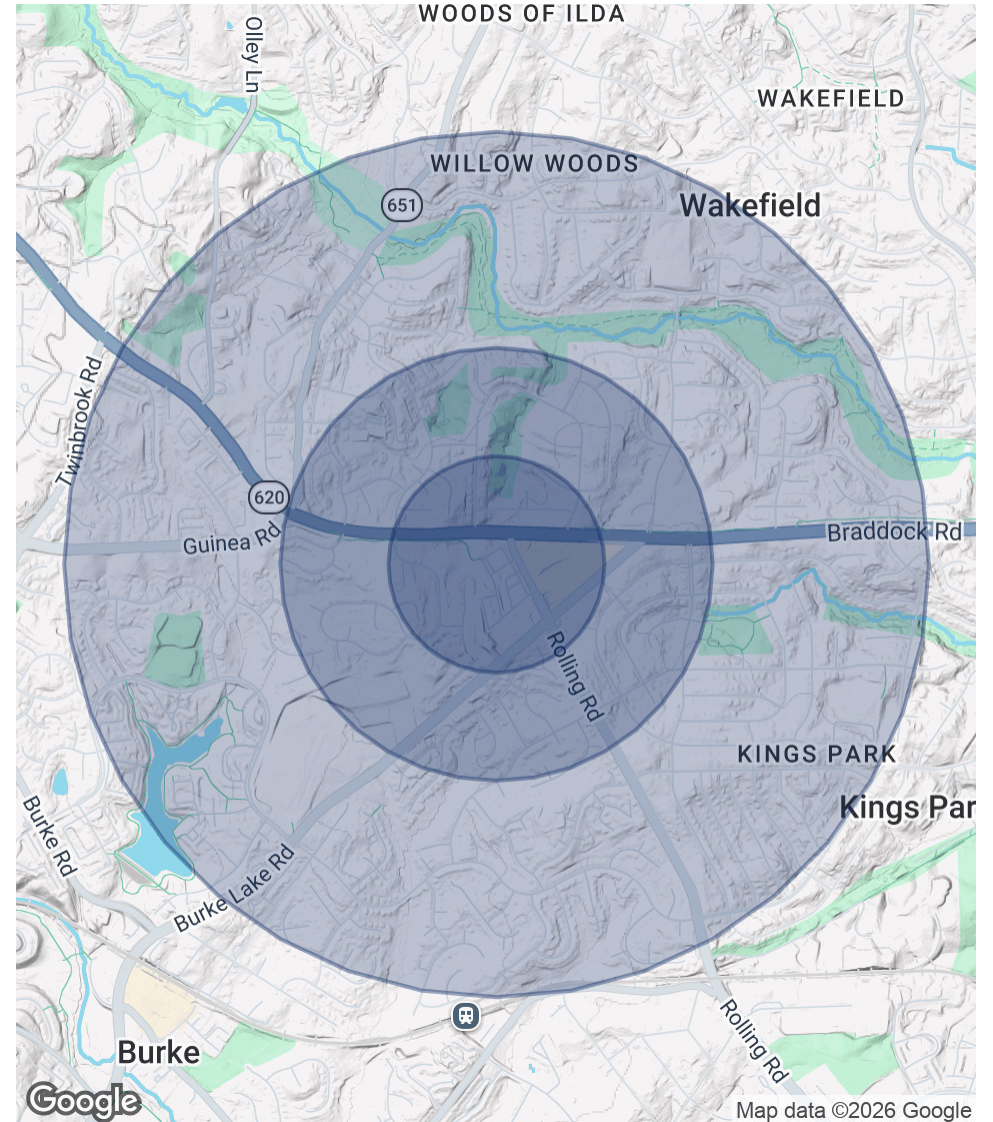 WOODS OF ILDA
Olley Ln
WAKEFIELD
WILLOW WOODS
651
Wakefield
Twinbrook Rd
620
Guinea Rd
Braddock Rd
Rolling Rd
KINGS PARK
Kings Par
Burke Rd
Burke Lake Rd
Rolling Rd
Burke
Google
Map data ©2026 Google